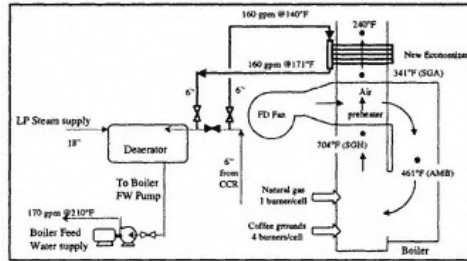 160 gpm @140°F
240°F
New Economizer
160 gpm @171°F
341°F (SGA)
6"
6"
Air
preheater
FD Fan
LP Steam supply
18"
Deaerator
704°F (SGH)
6"
from
CCR
461°F (AMB)
To Boiler
FW Pump
Natural gas
1 burner/cell
170 gpm @210°F
Boiler Feed
Water supply
Coffee grounds
4 burners/cell
Boiler